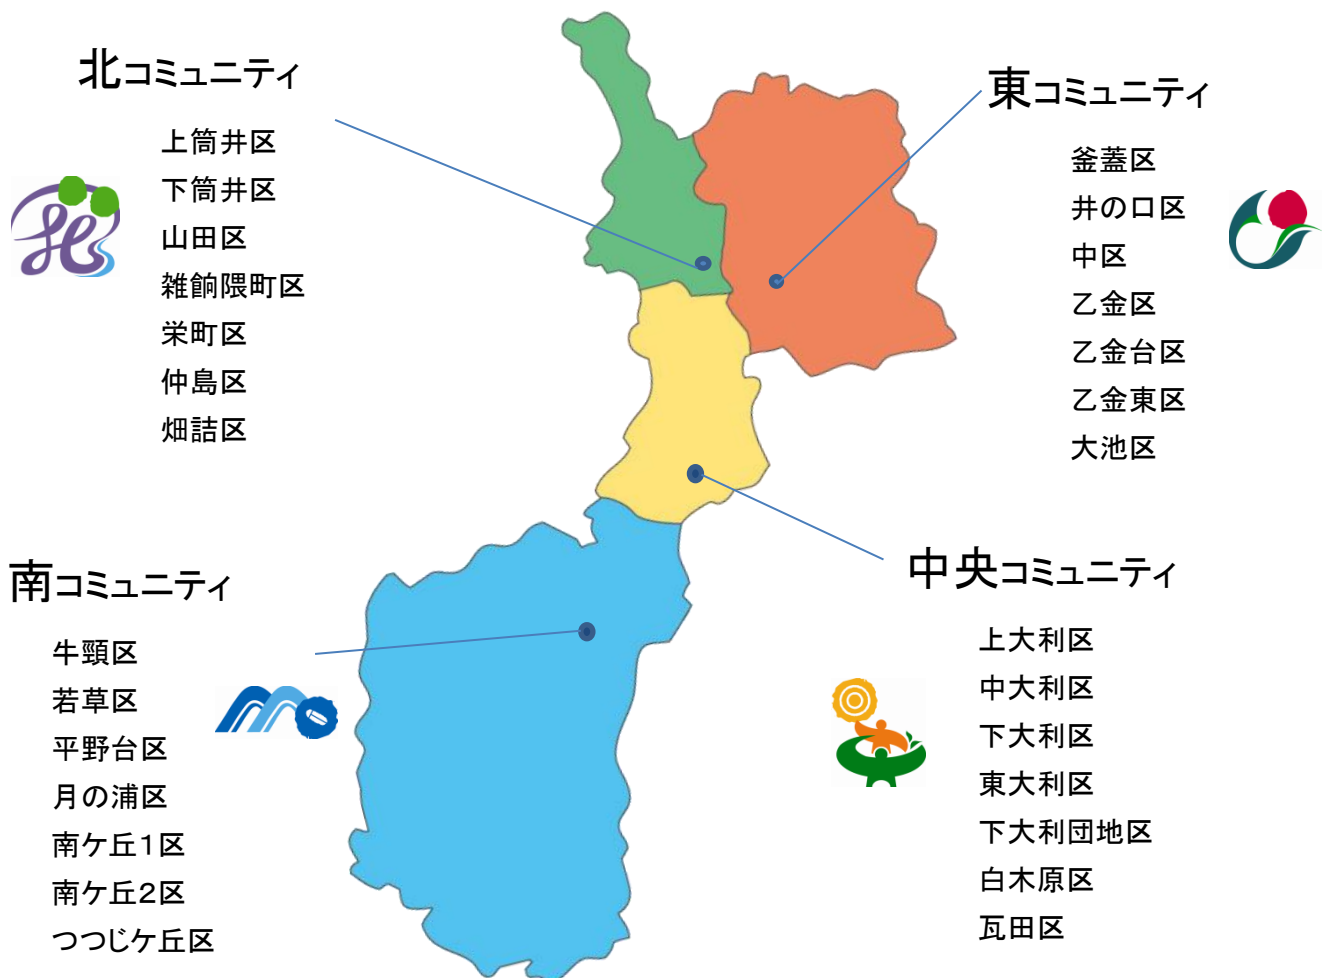 北コミュニティ
上筒井区
下筒井区
山田区
雑餉隈町区
栄町区
仲島区
畑詰区
東コミュニティ
釜蓋区
井の口区
中区
乙金区
乙金台区
乙金東区
大池区
南コミュニティ
牛頸区
若草区
平野台区
月の浦区
南ケ丘1区
南ケ丘2区
つつじケ丘区
中央コミュニティ
上大利区
中大利区
下大利区
東大利区
下大利団地区
白木原区
瓦田区